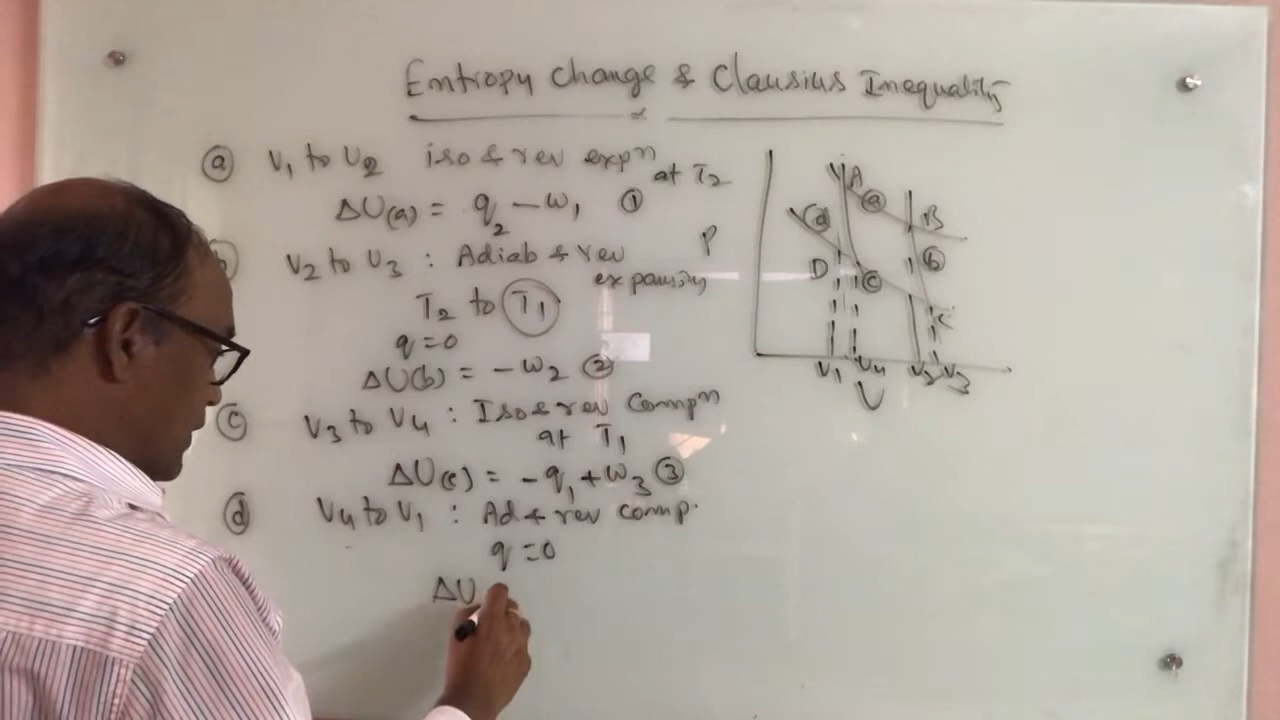 Entropy Change & Clausius Inequality
(a) V1 to V2 iso & rev expn at T2
ΔU(a) = q2 - w1 (1)
(b) V2 to V3 : Adiab & rev expansion
T2 to T1
q = 0
ΔU(b) = - w2 (2)
(c) V3 to V4 : Iso & rev Compn
at T1
ΔU(c) = - q1 + w3 (3)
(d) V4 to V1 : Ad & rev comp.
q = 0
ΔU
A
(a)
(d)
B
P
(b)
D
(c)
C
V1 V4 V2 V3
V